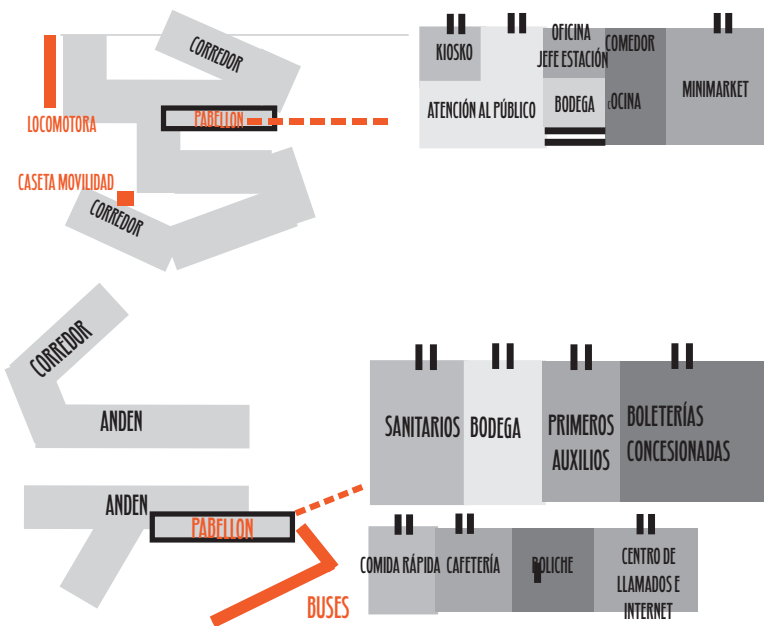 CORREDOR
LOCOMOTORA
PABELLON
CASETA MOVILIDAD
CORREDOR
KIOSKO
ATENCIÓN AL PÚBLICO
OFICINA
JEFE ESTACIÓN
BODEGA
COMEDOR
COCINA
MINIMARKET
CORREDOR
ANDEN
ANDEN
PABELLON
BUSES
SANITARIOS
BODEGA
PRIMEROS
AUXILIOS
BOLETERÍAS
CONCESIONADAS
COMIDA RÁPIDA
CAFETERÍA
BOLICHE
CENTRO DE
LLAMADOS E
INTERNET